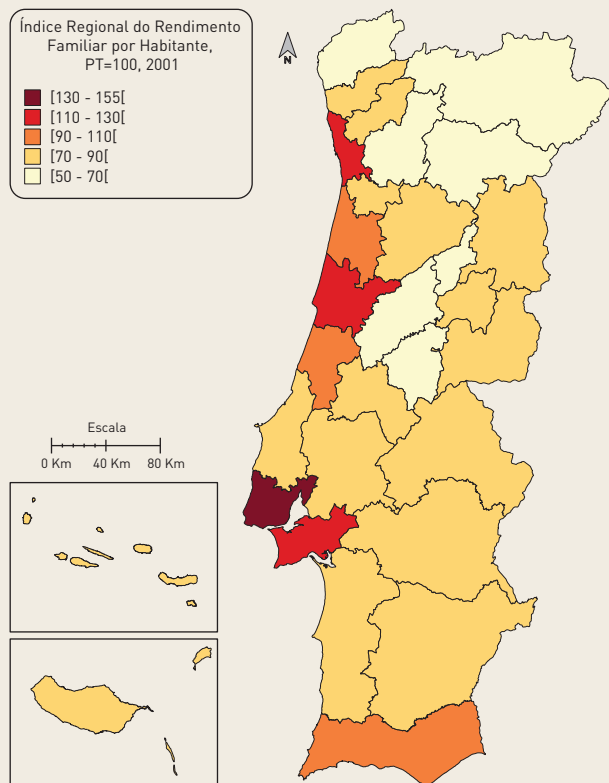 Índice Regional do Rendimento
Familiar por Habitante,
PT=100, 2001
[130 - 155[
[110 - 130[
[90 - 110[
[70 - 90[
[50 - 70[
N
Escala
0 Km 40 Km 80 Km